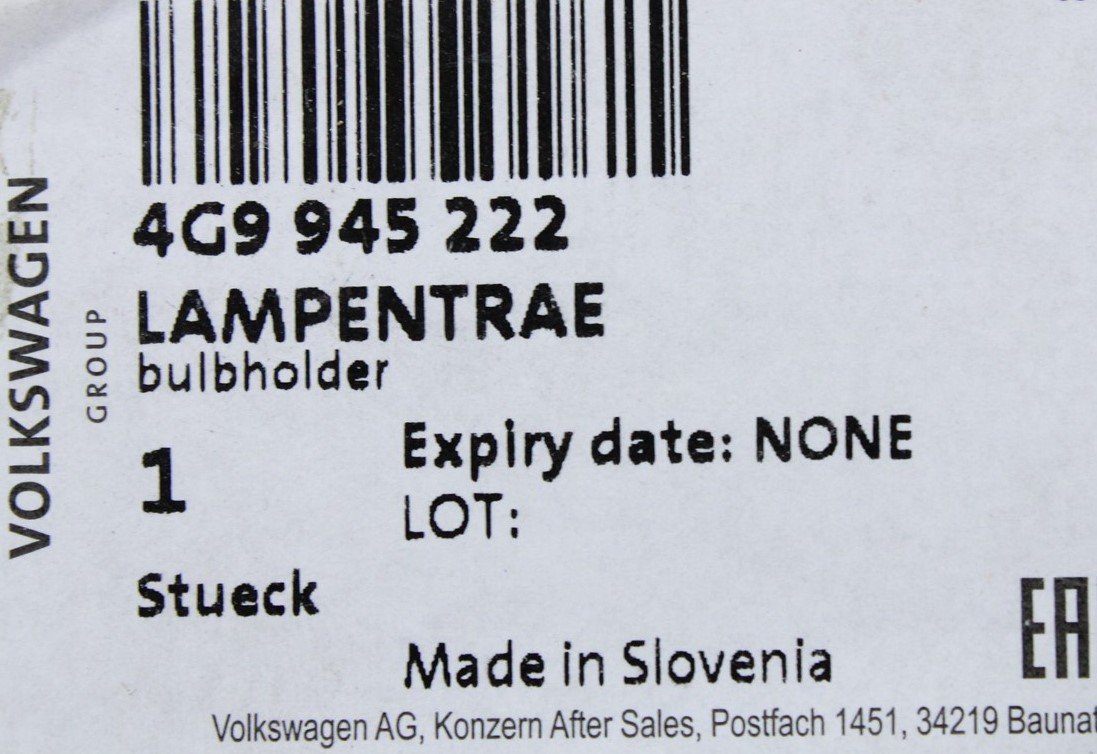 VOLKSWAGEN
GROUP
4G9 945 222
LAMPENTRAE
bulbholder
1
Expiry date: NONE
LOT:
Stueck
Made in Slovenia
EA
Volkswagen AG, Konzern After Sales, Postfach 1451, 34219 Baunat